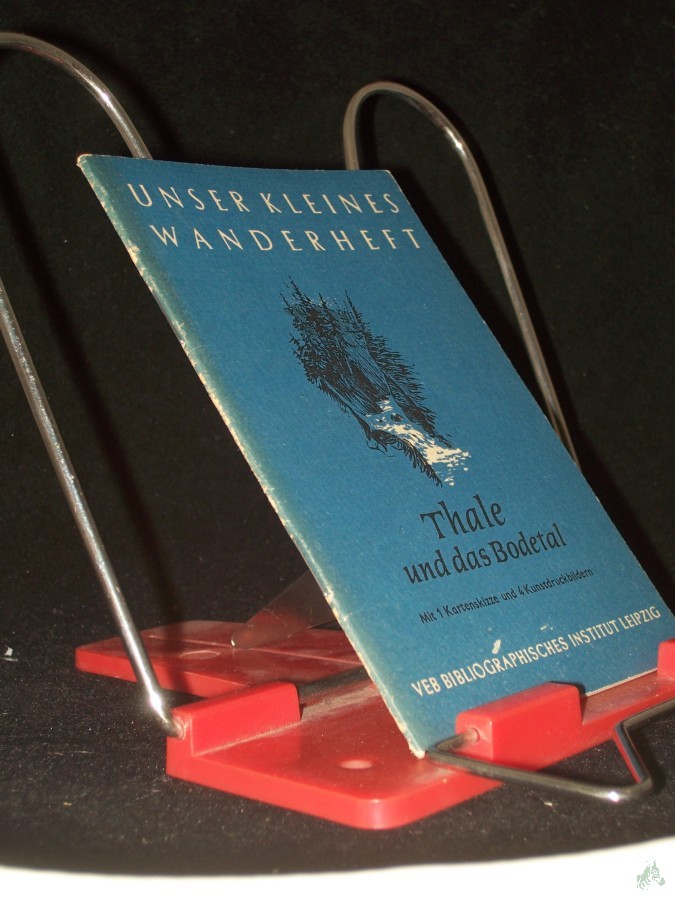 UNSER KLEINES
WANDERHEFT
Thale
und das Bodetal
Mit 1 Kartenskizze und 4 Kunstdruckbildern
VEB BIBLIOGRAPHISCHES INSTITUT LEIPZIG